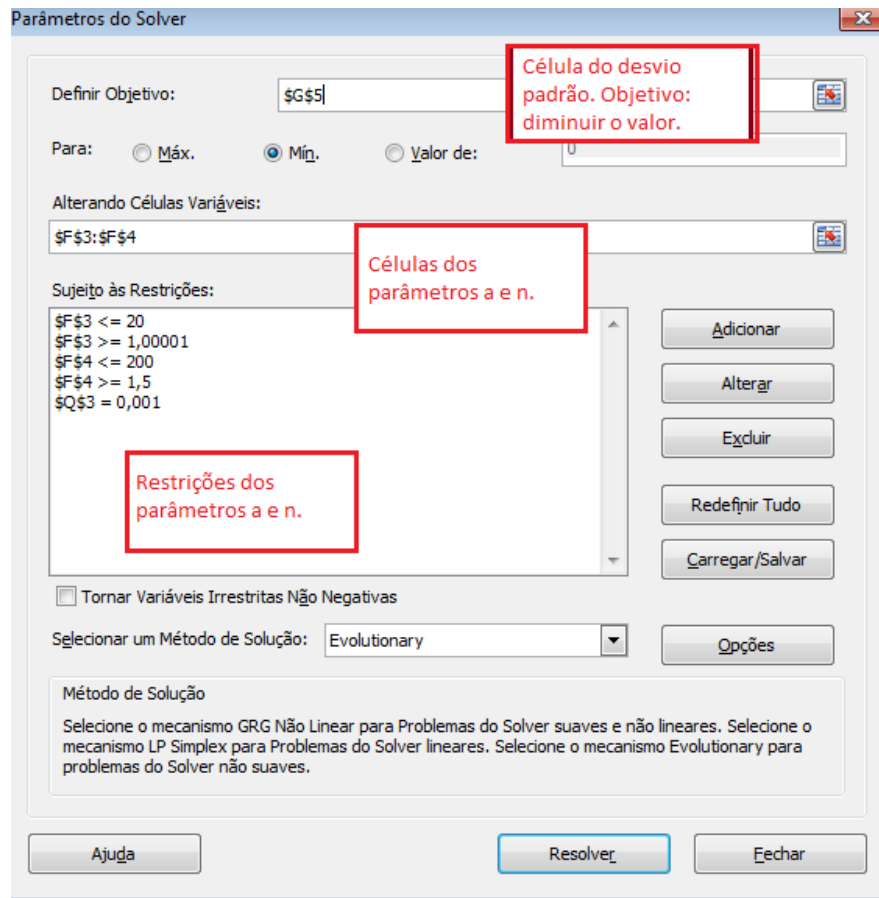 Parâmetros do Solver
Definir Objetivo:
$G$5
Célula do desvio
padrão. Objetivo:
diminuir o valor.
Para:
Máx.
Mín.
Valor de:
0
Alterando Células Variáveis:
$F$3:$F$4
Células dos
parâmetros a e n.
Sujeito às Restrições:
$F$3 <= 20
$F$3 >= 1,00001
$F$4 <= 200
$F$4 >= 1,5
$Q$3 = 0,001
Restrições dos
parâmetros a e n.
Adicionar
Alterar
Excluir
Redefinir Tudo
Carregar/Salvar
Tornar Variáveis Irrestritas Não Negativas
Selecionar um Método de Solução:
Evolutionary
Opções
Método de Solução
Selecione o mecanismo GRG Não Linear para Problemas do Solver suaves e não lineares. Selecione o
mecanismo LP Simplex para Problemas do Solver lineares. Selecione o mecanismo Evolutionary para
problemas do Solver não suaves.
Ajuda
Resolver
Fechar